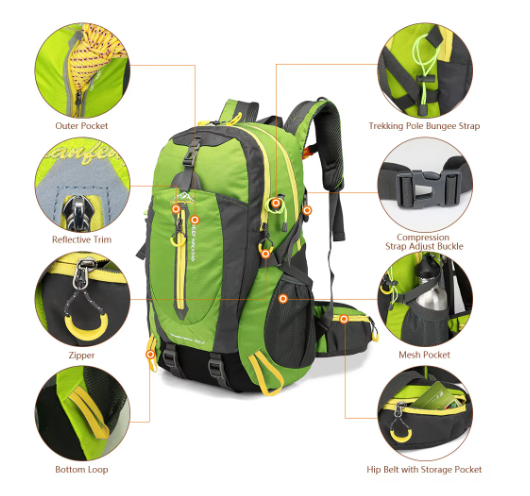 Outer Pocket
Trekking Pole Bungee Strap
Reflective Trim
Compression
Strap Adjust Buckle
Zipper
Mesh Pocket
Bottom Loop
Hip Belt with Storage Pocket